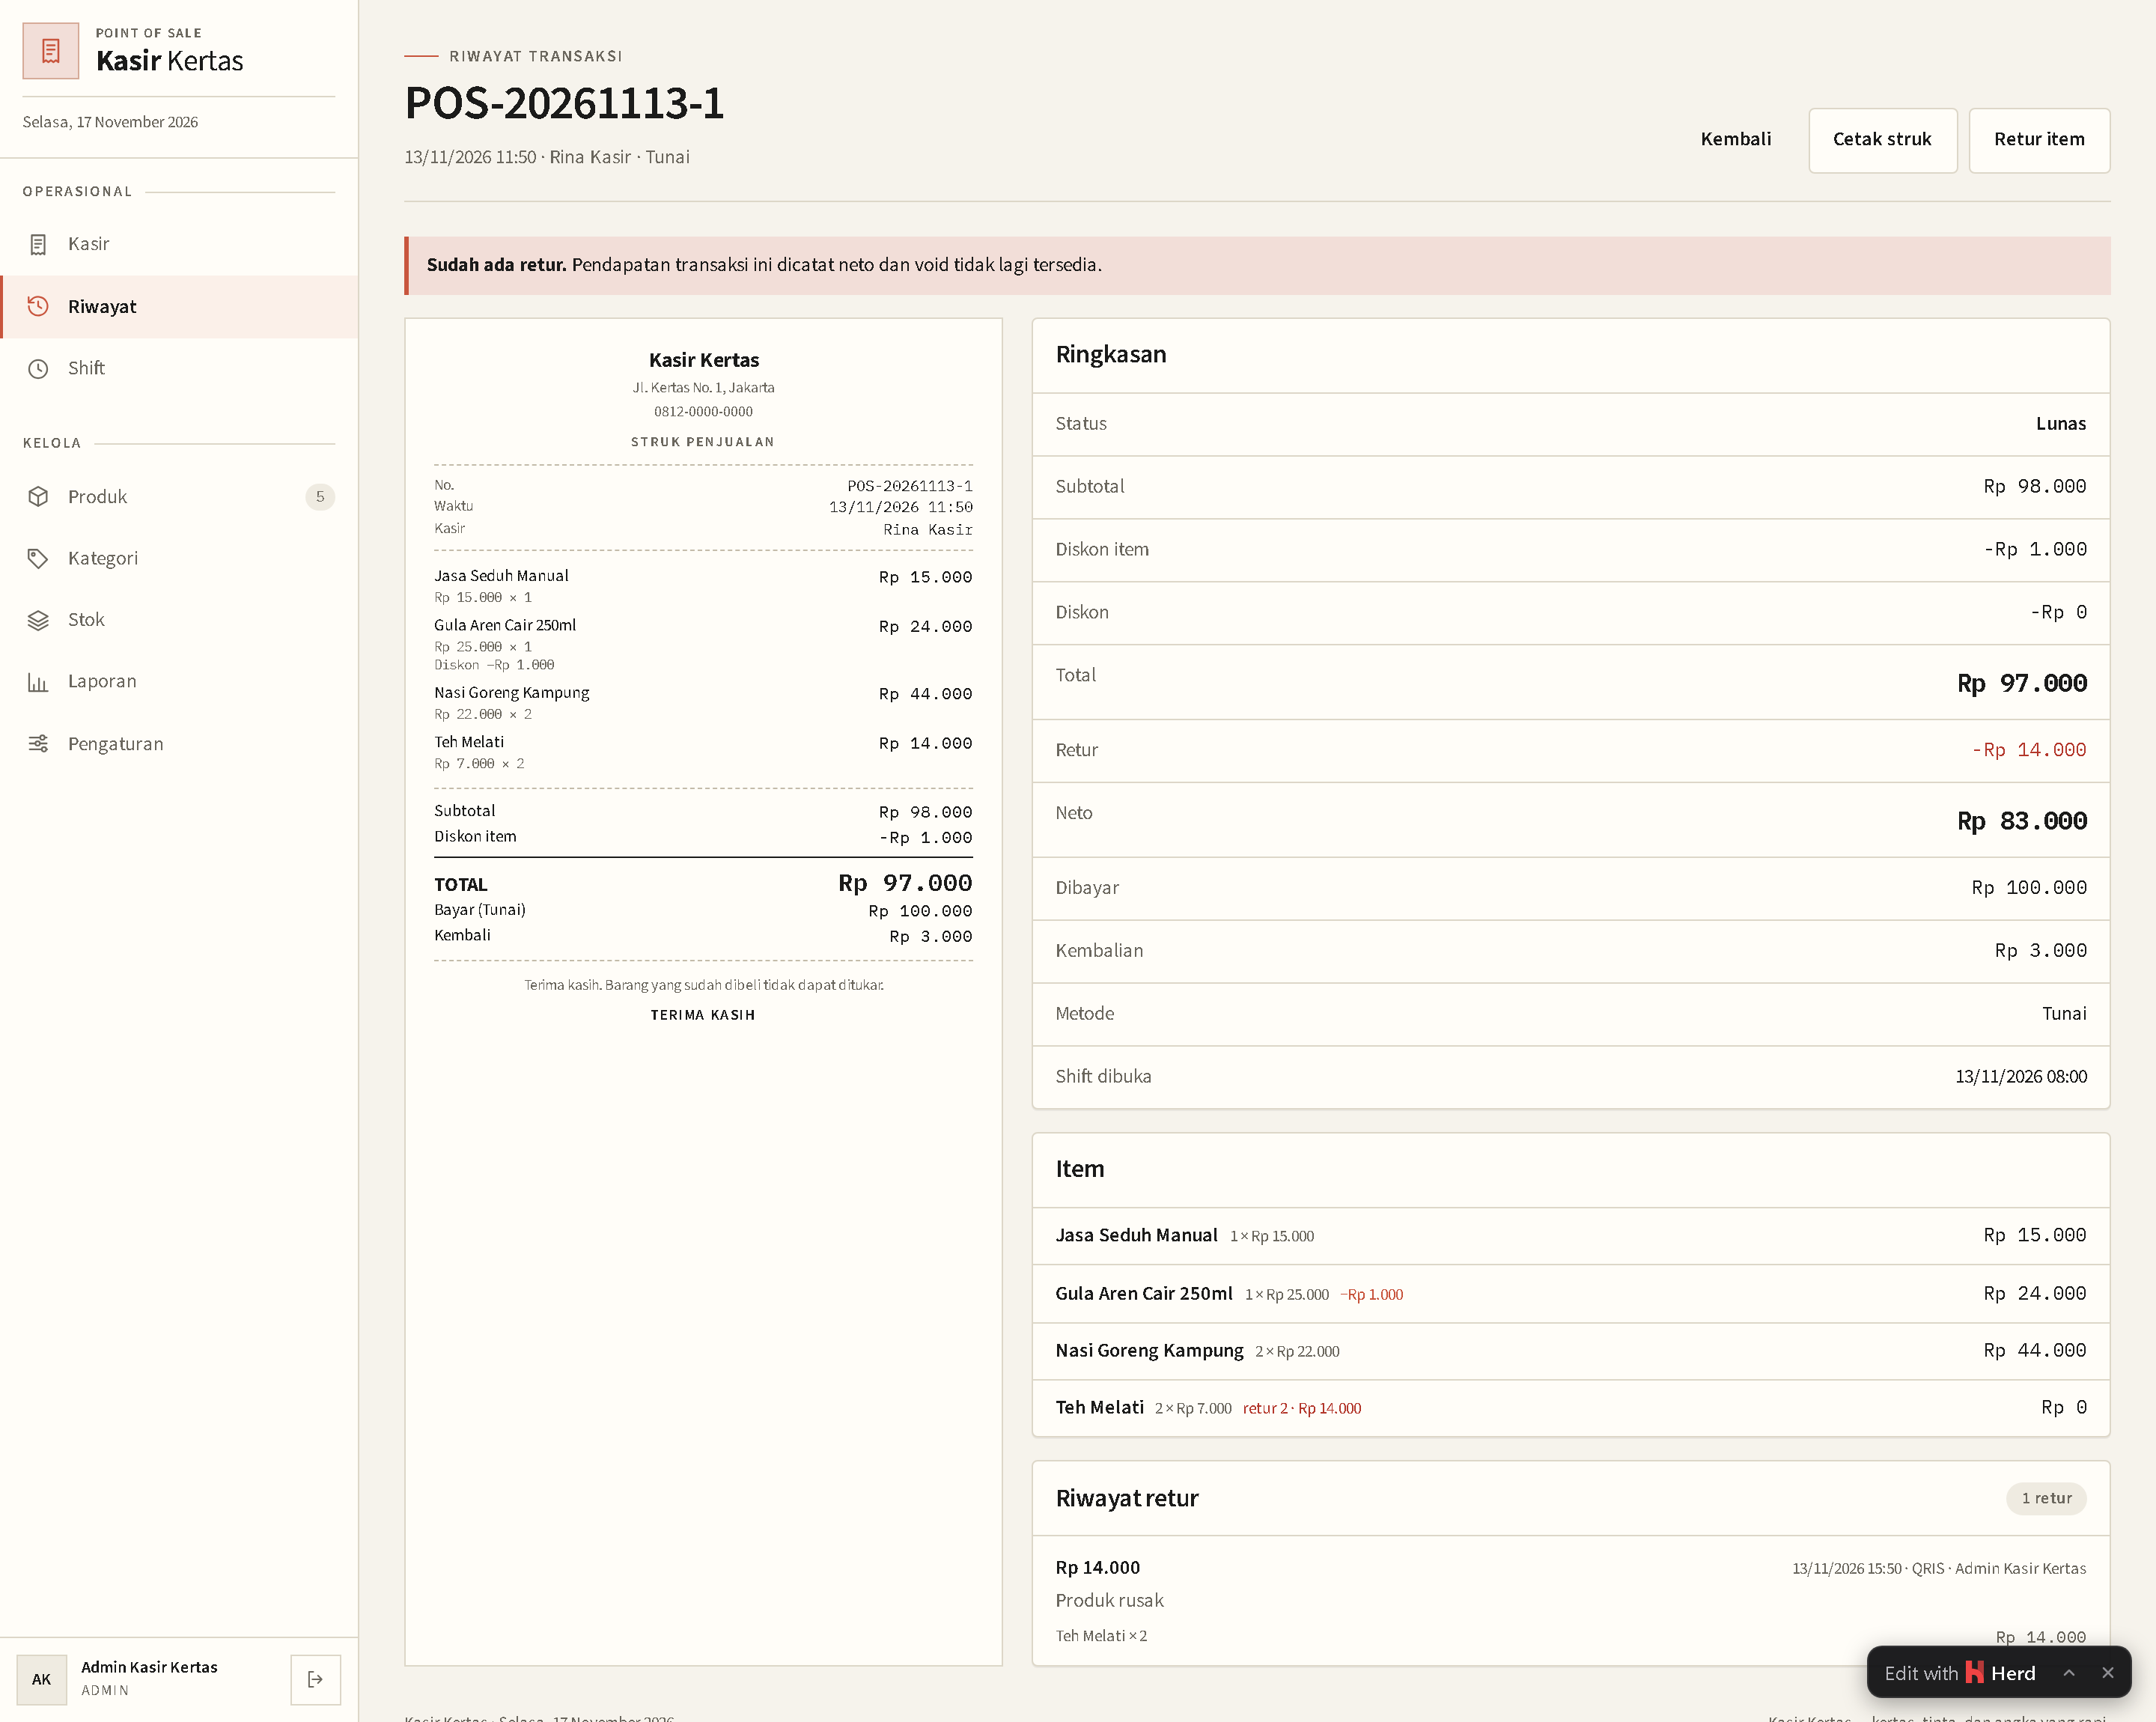 POINT OF SALE
Kasir Kertas
Selasa, 17 November 2026
OPERASIONAL
Kasir
Riwayat
Shift
KELOLA
Produk 5
Kategori
Stok
Laporan
Pengaturan
AK
Admin Kasir Kertas
ADMIN
RIWAYAT TRANSAKSI
POS-20261113-1
13/11/2026 11:50 · Rina Kasir · Tunai
Kembali Cetak struk Retur item
Sudah ada retur. Pendapatan transaksi ini dicatat neto dan void tidak lagi tersedia.
Kasir Kertas
Jl. Kertas No. 1, Jakarta
0812-0000-0000
STRUK PENJUALAN
No. POS-20261113-1
Waktu 13/11/2026 11:50
Kasir Rina Kasir
Jasa Seduh Manual Rp 15.000
Rp 15.000 × 1
Gula Aren Cair 250ml Rp 24.000
Rp 25.000 × 1
Diskon −Rp 1.000
Nasi Goreng Kampung Rp 44.000
Rp 22.000 × 2
Teh Melati Rp 14.000
Rp 7.000 × 2
Subtotal Rp 98.000
Diskon item -Rp 1.000
TOTAL Rp 97.000
Bayar (Tunai) Rp 100.000
Kembali Rp 3.000
Terima kasih. Barang yang sudah dibeli tidak dapat ditukar.
TERIMA KASIH
Ringkasan
Status Lunas
Subtotal Rp 98.000
Diskon item -Rp 1.000
Diskon -Rp 0
Total Rp 97.000
Retur -Rp 14.000
Neto Rp 83.000
Dibayar Rp 100.000
Kembalian Rp 3.000
Metode Tunai
Shift dibuka 13/11/2026 08:00
Item
Jasa Seduh Manual 1 × Rp 15.000 Rp 15.000
Gula Aren Cair 250ml 1 × Rp 25.000 −Rp 1.000 Rp 24.000
Nasi Goreng Kampung 2 × Rp 22.000 Rp 44.000
Teh Melati 2 × Rp 7.000 retur 2 · Rp 14.000 Rp 0
Riwayat retur 1 retur
Rp 14.000 13/11/2026 15:50 · QRIS · Admin Kasir Kertas
Produk rusak
Teh Melati × 2 Rp 14.000
Edit with Herd
Kasir Kertas · Selasa, 17 November 2026
Kasir Kertas — kertas, tinta, dan angka yang rapi.